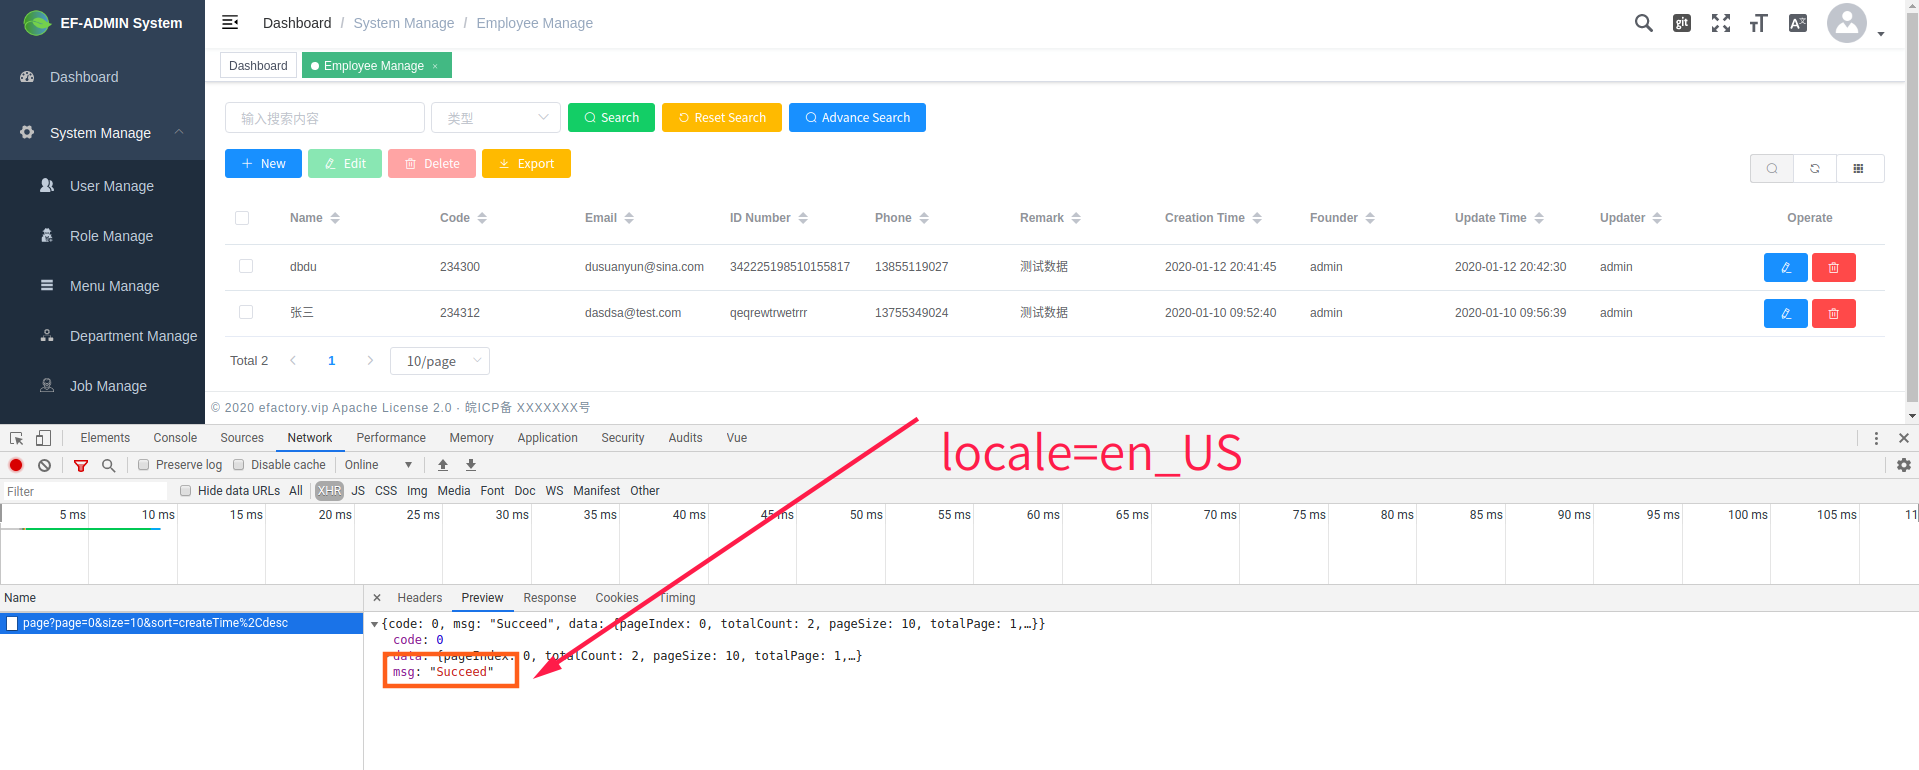 EF-ADMIN System
Dashboard / System Manage / Employee Manage
git
Dashboard
Employee Manage ×
Dashboard
System Manage
User Manage
Role Manage
Menu Manage
Department Manage
Job Manage
输入搜索内容 类型 Search Reset Search Advance Search
New Edit Delete Export
Name Code Email ID Number Phone Remark Creation Time Founder Update Time Updater Operate
dbdu 234300 dusuanyun@sina.com 342225198510155817 13855119027 测试数据 2020-01-12 20:41:45 admin 2020-01-12 20:42:30 admin
张三 234312 dasdsa@test.com qeqrewtrwetrrr 13755349024 测试数据 2020-01-10 09:52:40 admin 2020-01-10 09:56:39 admin
Total 2 1 10/page
© 2020 efactory.vip Apache License 2.0 · 皖ICP备 XXXXXXX号
Elements Console Sources Network Performance Memory Application Security Audits Vue
locale=en_US
Preserve log Disable cache Online
Filter Hide data URLs All XHR JS CSS Img Media Font Doc WS Manifest Other
5 ms 10 ms 15 ms 20 ms 25 ms 30 ms 35 ms 40 ms 45 ms 50 ms 55 ms 60 ms 65 ms 70 ms 75 ms 80 ms 85 ms 90 ms 95 ms 100 ms 105 ms 11
Name × Headers Preview Response Cookies Timing
page?page=0&size=10&sort=createTime%2Cdesc
{code: 0, msg: "Succeed", data: {pageIndex: 0, totalCount: 2, pageSize: 10, totalPage: 1,…}}
code: 0
data: {pageIndex: 0, totalCount: 2, pageSize: 10, totalPage: 1,…}
msg: "Succeed"